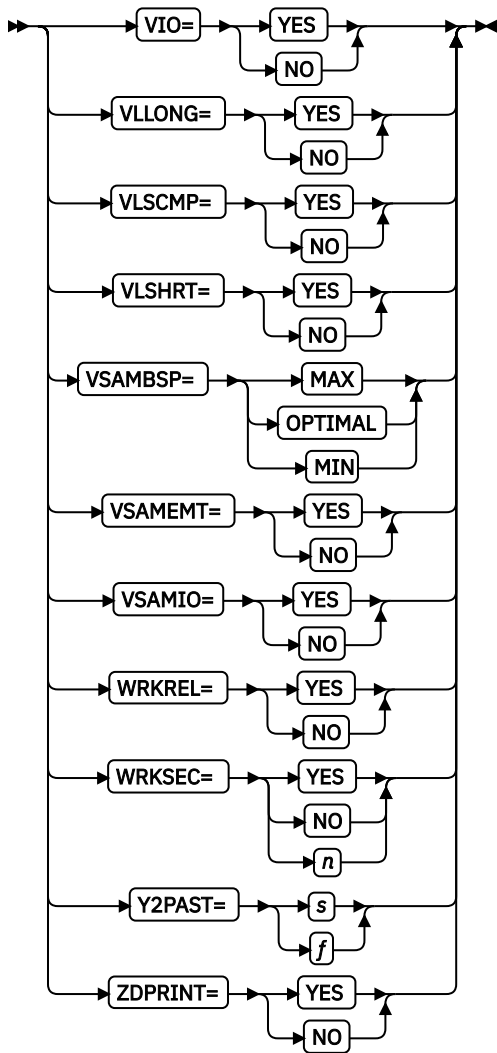 VIO= YES
NO
VLLONG= YES
NO
VLSCMP= YES
NO
VLSHRT= YES
NO
VSAMBSP= MAX
OPTIMAL
MIN
VSAMEMT= YES
NO
VSAMIO= YES
NO
WRKREL= YES
NO
WRKSEC= YES
NO
n
Y2PAST= s
f
ZDPRINT= YES
NO